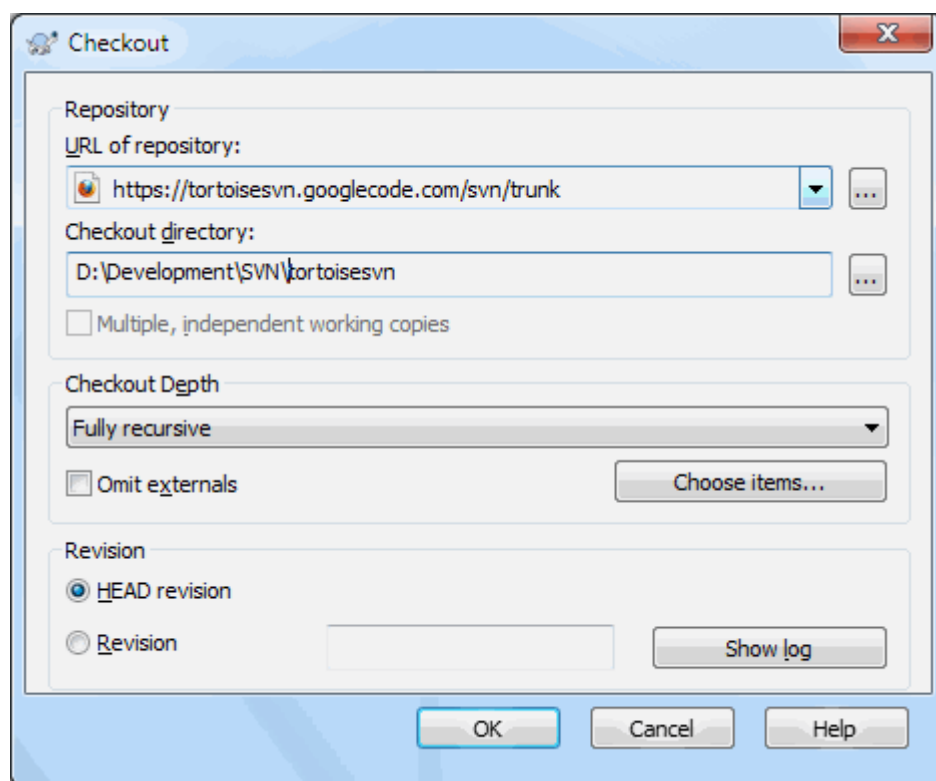 Checkout
Repository
URL of repository:
https://tortoisesvn.googlecode.com/svn/trunk
...
Checkout directory:
D:\Development\SVN\tortoisesvn
...
Multiple, independent working copies
Checkout Depth
Fully recursive
Omit externals Choose items...
Revision
HEAD revision
Revision Show log
OK Cancel Help